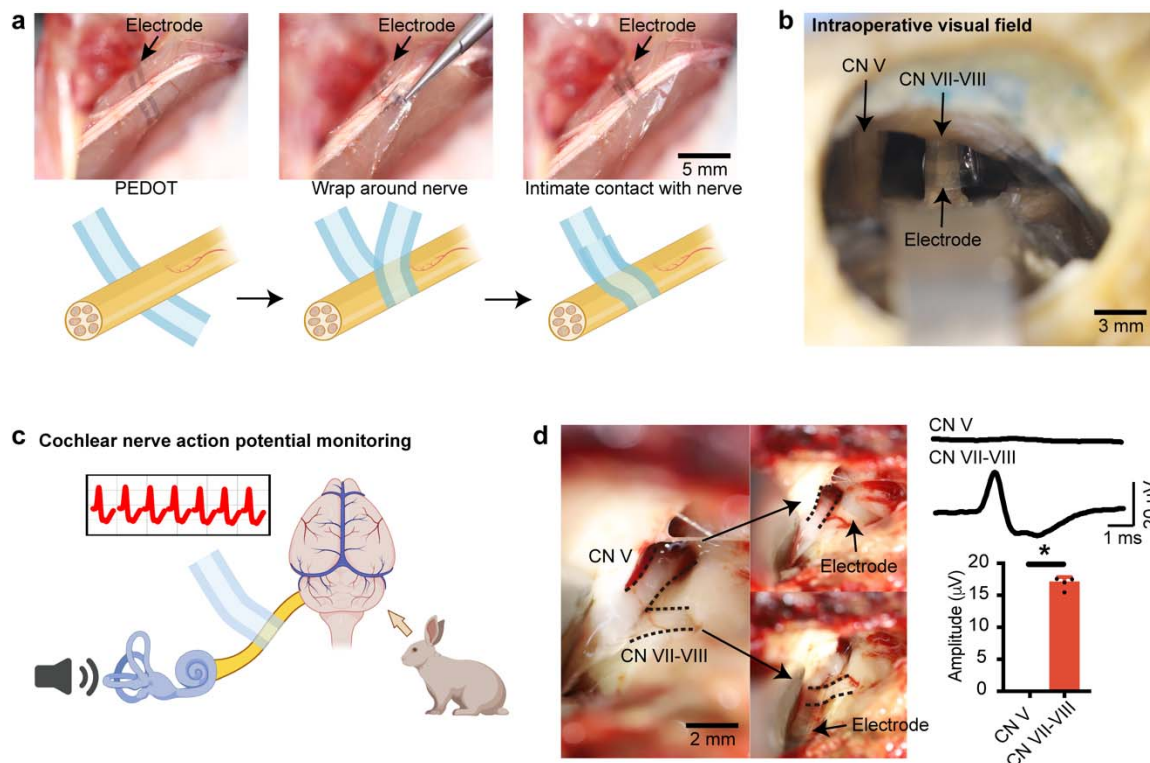 a
Electrode
Electrode
Electrode
5 mm
PEDOT
Wrap around nerve
Intimate contact with nerve
b
Intraoperative visual field
CN V
CN VII-VIII
Electrode
3 mm
c
Cochlear nerve action potential monitoring
d
CN V
CN VII-VIII
2 mm
Electrode
Electrode
CN V
CN VII-VIII
20 µV
1 ms
*
Amplitude (µV)
20
15
10
5
0
CN V
CN VII-VIII